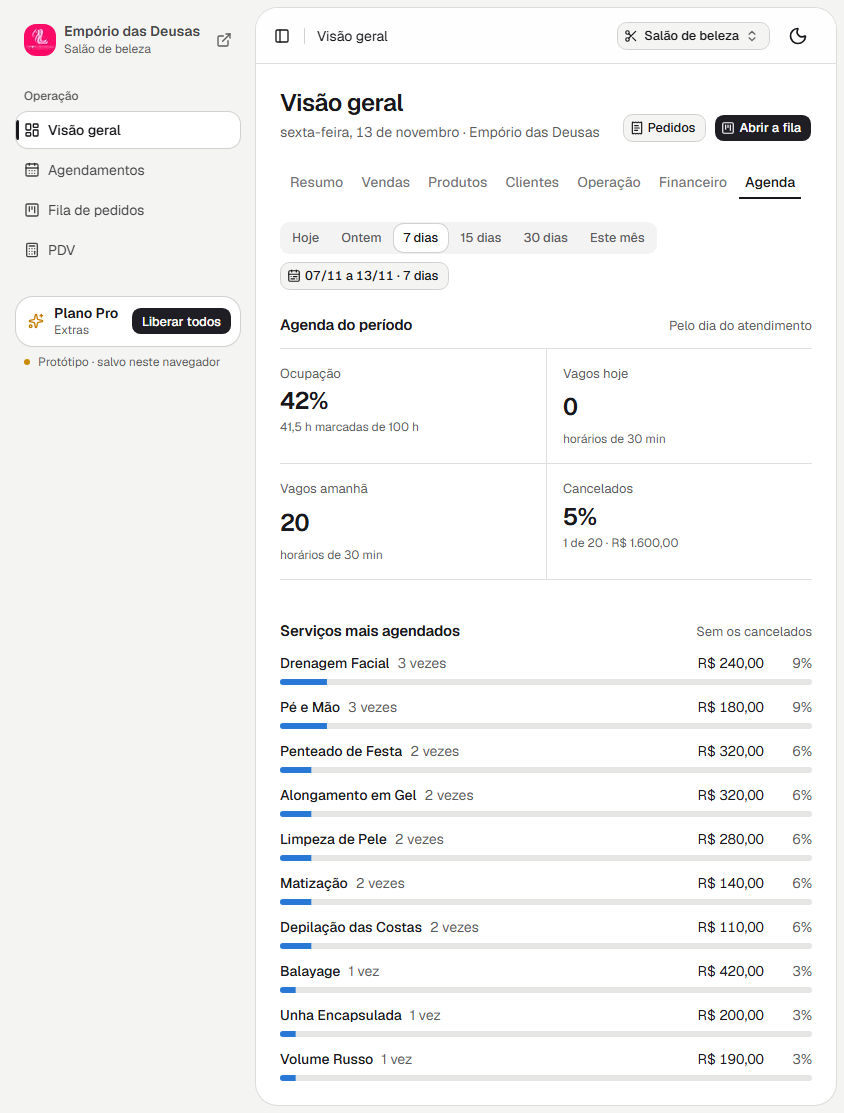 Empório das Deusas
Salão de beleza
Operação
Visão geral
Agendamentos
Fila de pedidos
PDV
Plano Pro
Extras
Liberar todos
Protótipo · salvo neste navegador
Visão geral
Salão de beleza
Visão geral
sexta-feira, 13 de novembro · Empório das Deusas
Pedidos
Abrir a fila
Resumo Vendas Produtos Clientes Operação Financeiro Agenda
Hoje Ontem 7 dias 15 dias 30 dias Este mês
07/11 a 13/11 · 7 dias
Agenda do período Pelo dia do atendimento
Ocupação
42%
41,5 h marcadas de 100 h
Vagos hoje
0
horários de 30 min
Vagos amanhã
20
horários de 30 min
Cancelados
5%
1 de 20 · R$ 1.600,00
Serviços mais agendados Sem os cancelados
Drenagem Facial 3 vezes R$ 240,00 9%
Pé e Mão 3 vezes R$ 180,00 9%
Penteado de Festa 2 vezes R$ 320,00 6%
Alongamento em Gel 2 vezes R$ 320,00 6%
Limpeza de Pele 2 vezes R$ 280,00 6%
Matização 2 vezes R$ 140,00 6%
Depilação das Costas 2 vezes R$ 110,00 6%
Balayage 1 vez R$ 420,00 3%
Unha Encapsulada 1 vez R$ 200,00 3%
Volume Russo 1 vez R$ 190,00 3%